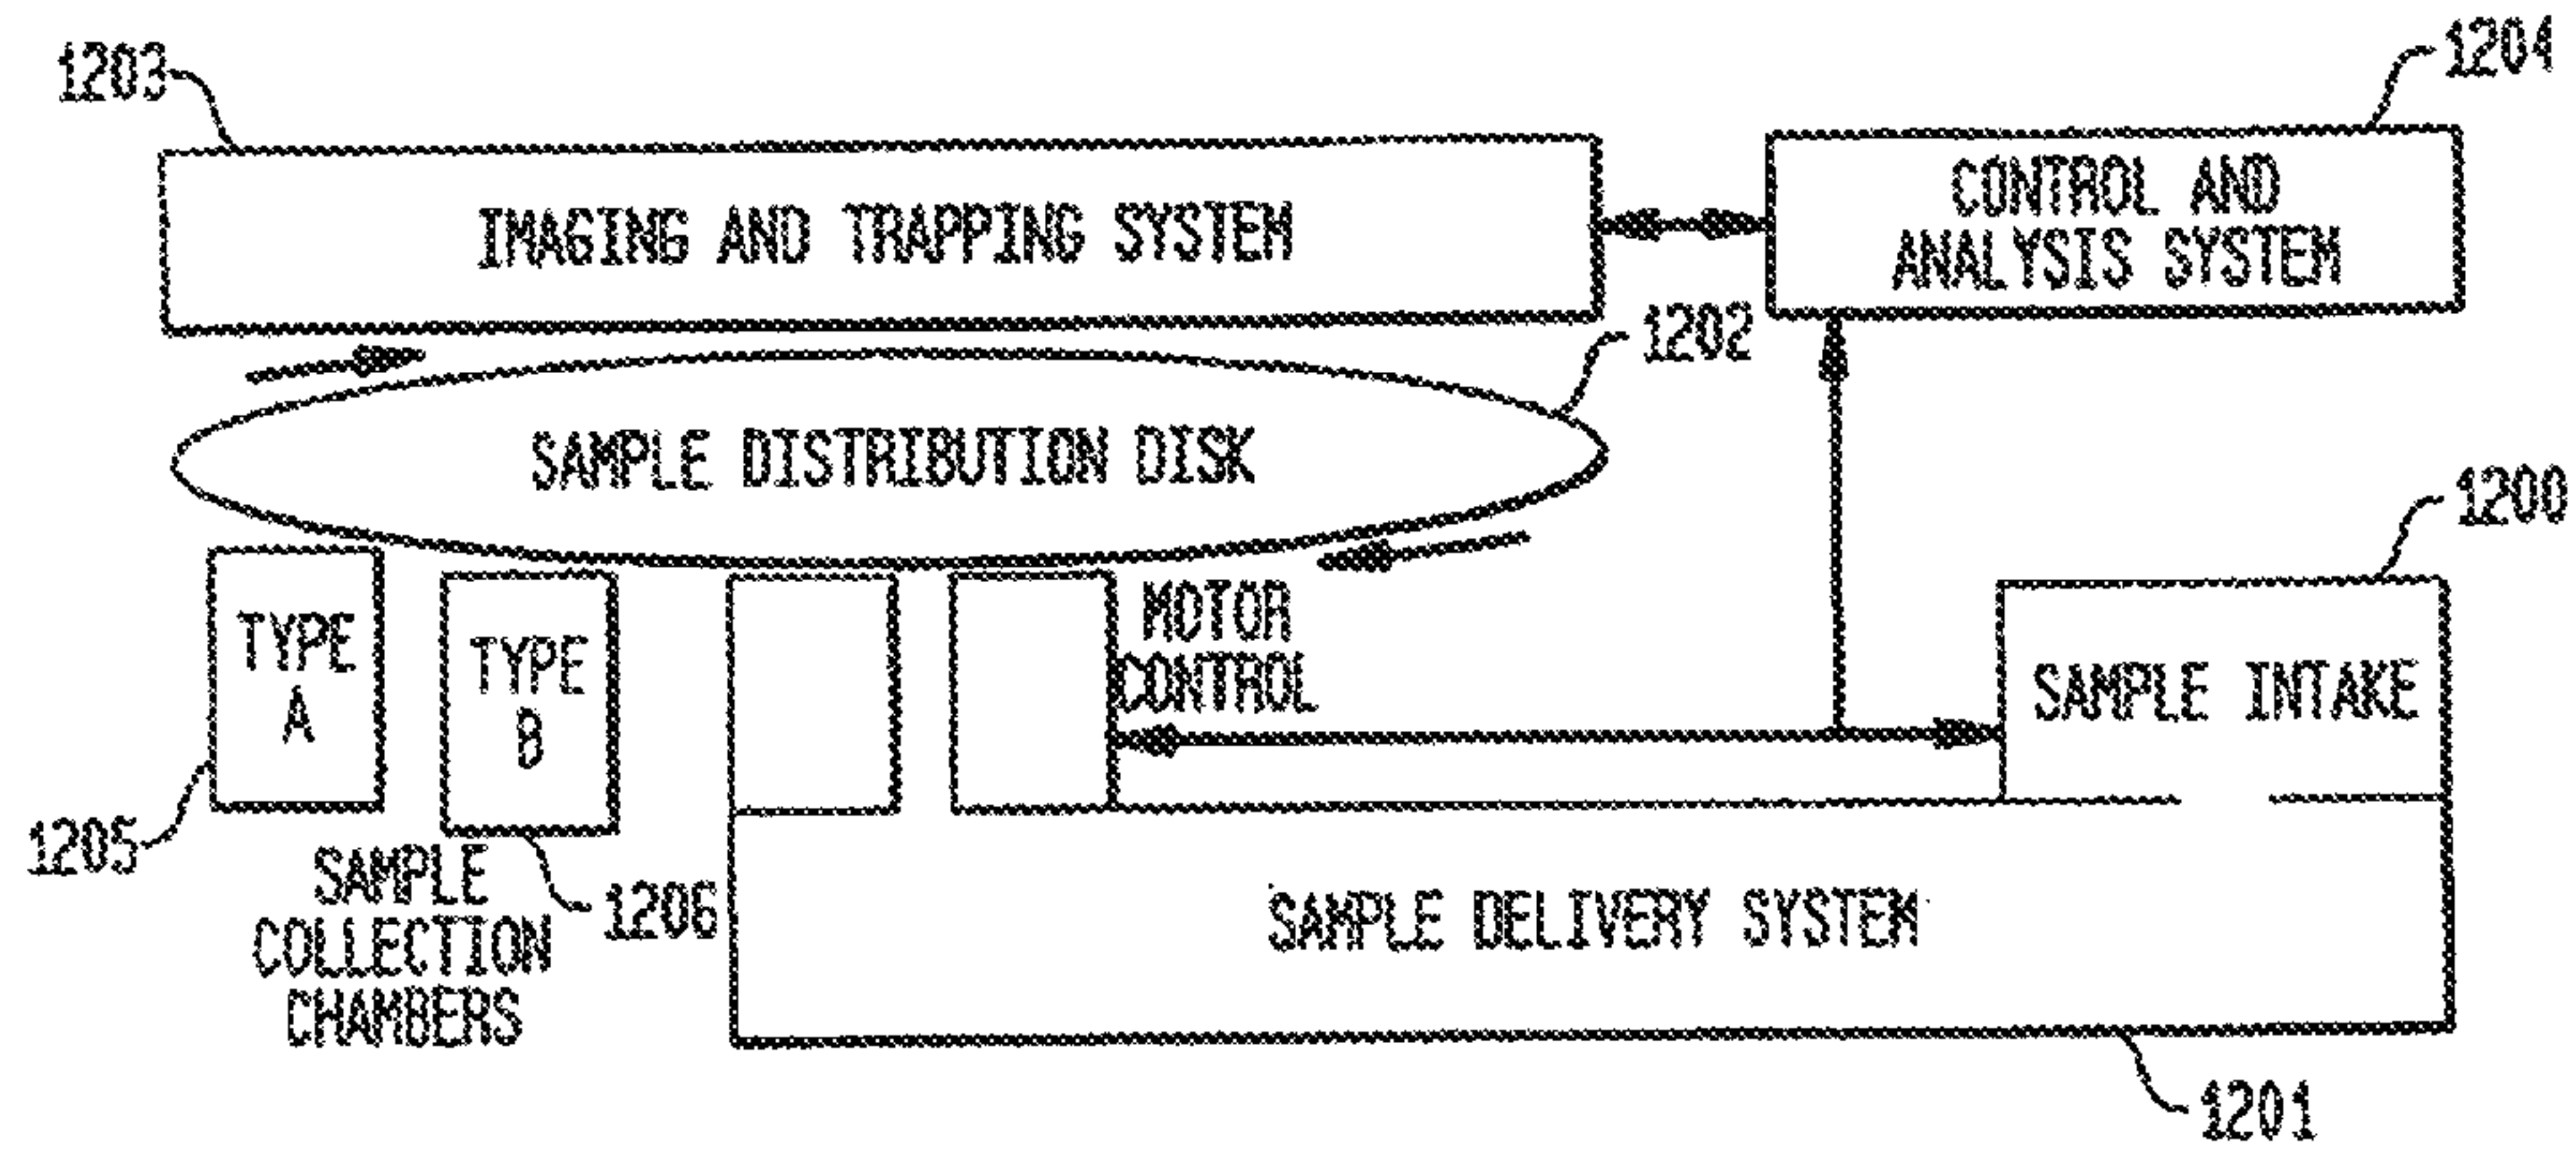 1203
1204
IMAGING AND TRAPPING SYSTEM
CONTROL AND
ANALYSIS SYSTEM
1202
SAMPLE DISTRIBUTION DISK
1200
TYPE
A
TYPE
B
MOTOR
CONTROL
SAMPLE INTAKE
1205
1206
SAMPLE
COLLECTION
CHAMBERS
SAMPLE DELIVERY SYSTEM
1201